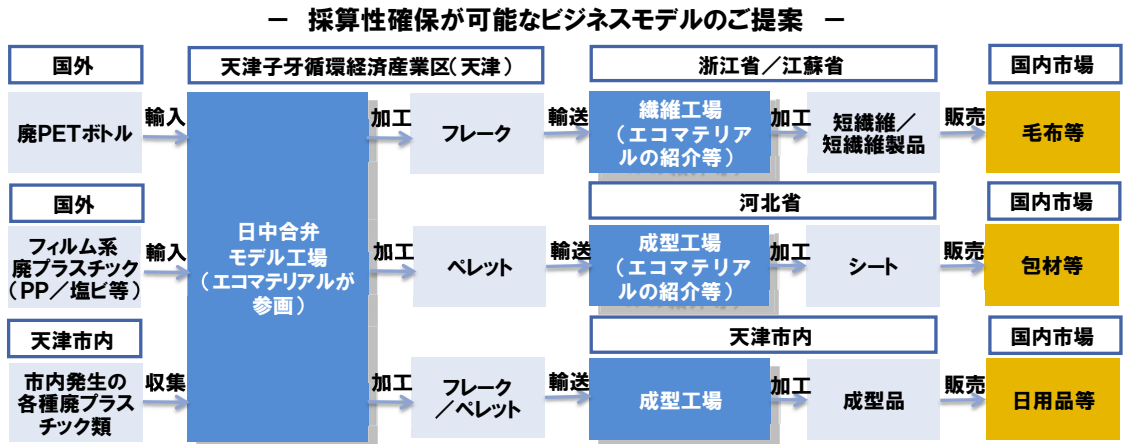 － 採算性確保が可能なビジネスモデルのご提案 －
国外
天津子牙循環経済産業区（天津）
浙江省／江蘇省
国内市場
廃PETボトル
輸入
加工
フレーク
輸送
繊維工場
（エコマテリア
ルの紹介等）
加工
短繊維／
短繊維製品
販売
毛布等
国外
河北省
国内市場
フィルム系
廃プラスチック
（PP／塩ビ等）
輸入
日中合弁
モデル工場
（エコマテリアルが
参画）
加工
ペレット
輸送
成型工場
（エコマテリア
ルの紹介等）
加工
シート
販売
包材等
天津市内
天津市内
国内市場
市内発生の
各種廃プラス
チック類
収集
加工
フレーク
／ペレット
輸送
成型工場
加工
成型品
販売
日用品等